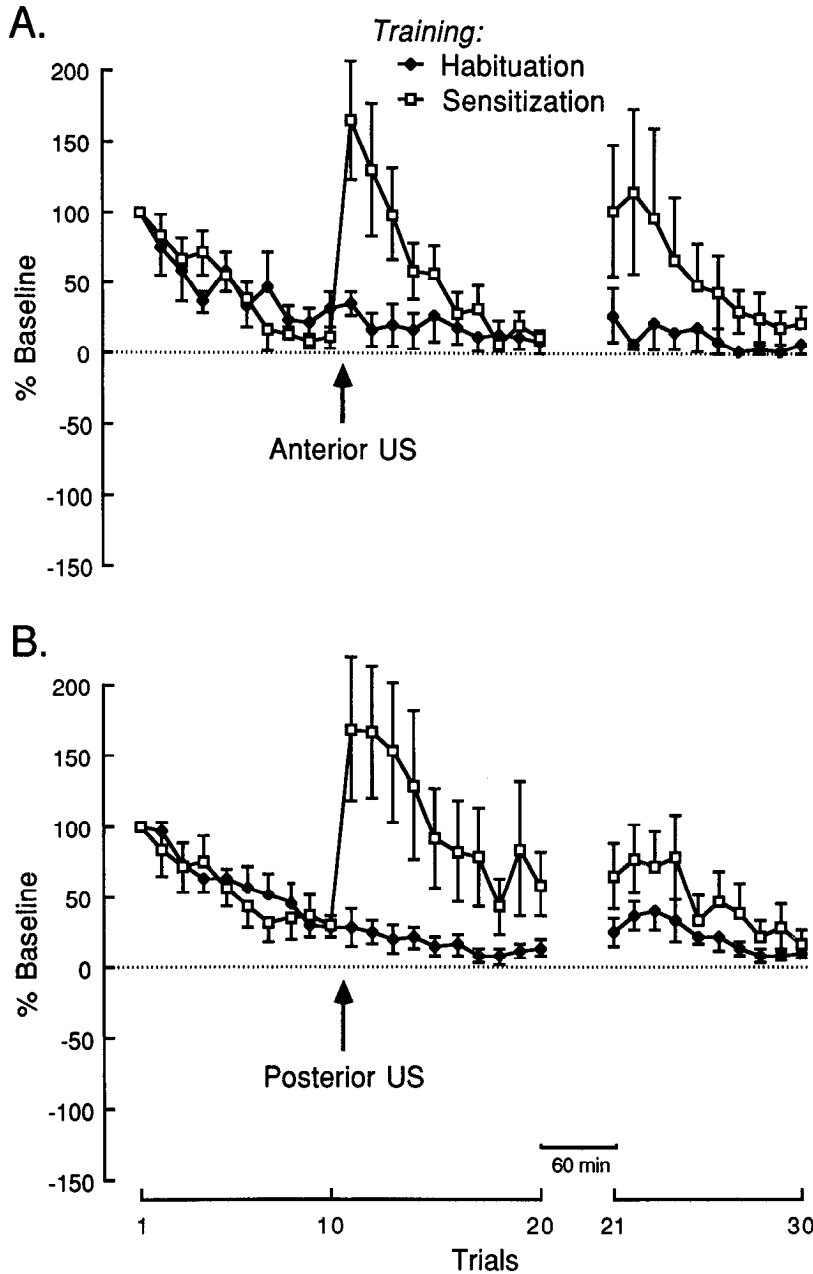 A.
Training:
Habituation
Sensitization
200
150
100
50
0
-50
-100
-150
% Baseline
Anterior US
B.
200
150
100
50
0
-50
-100
-150
% Baseline
Posterior US
60 min
1 10 20 21 30
Trials